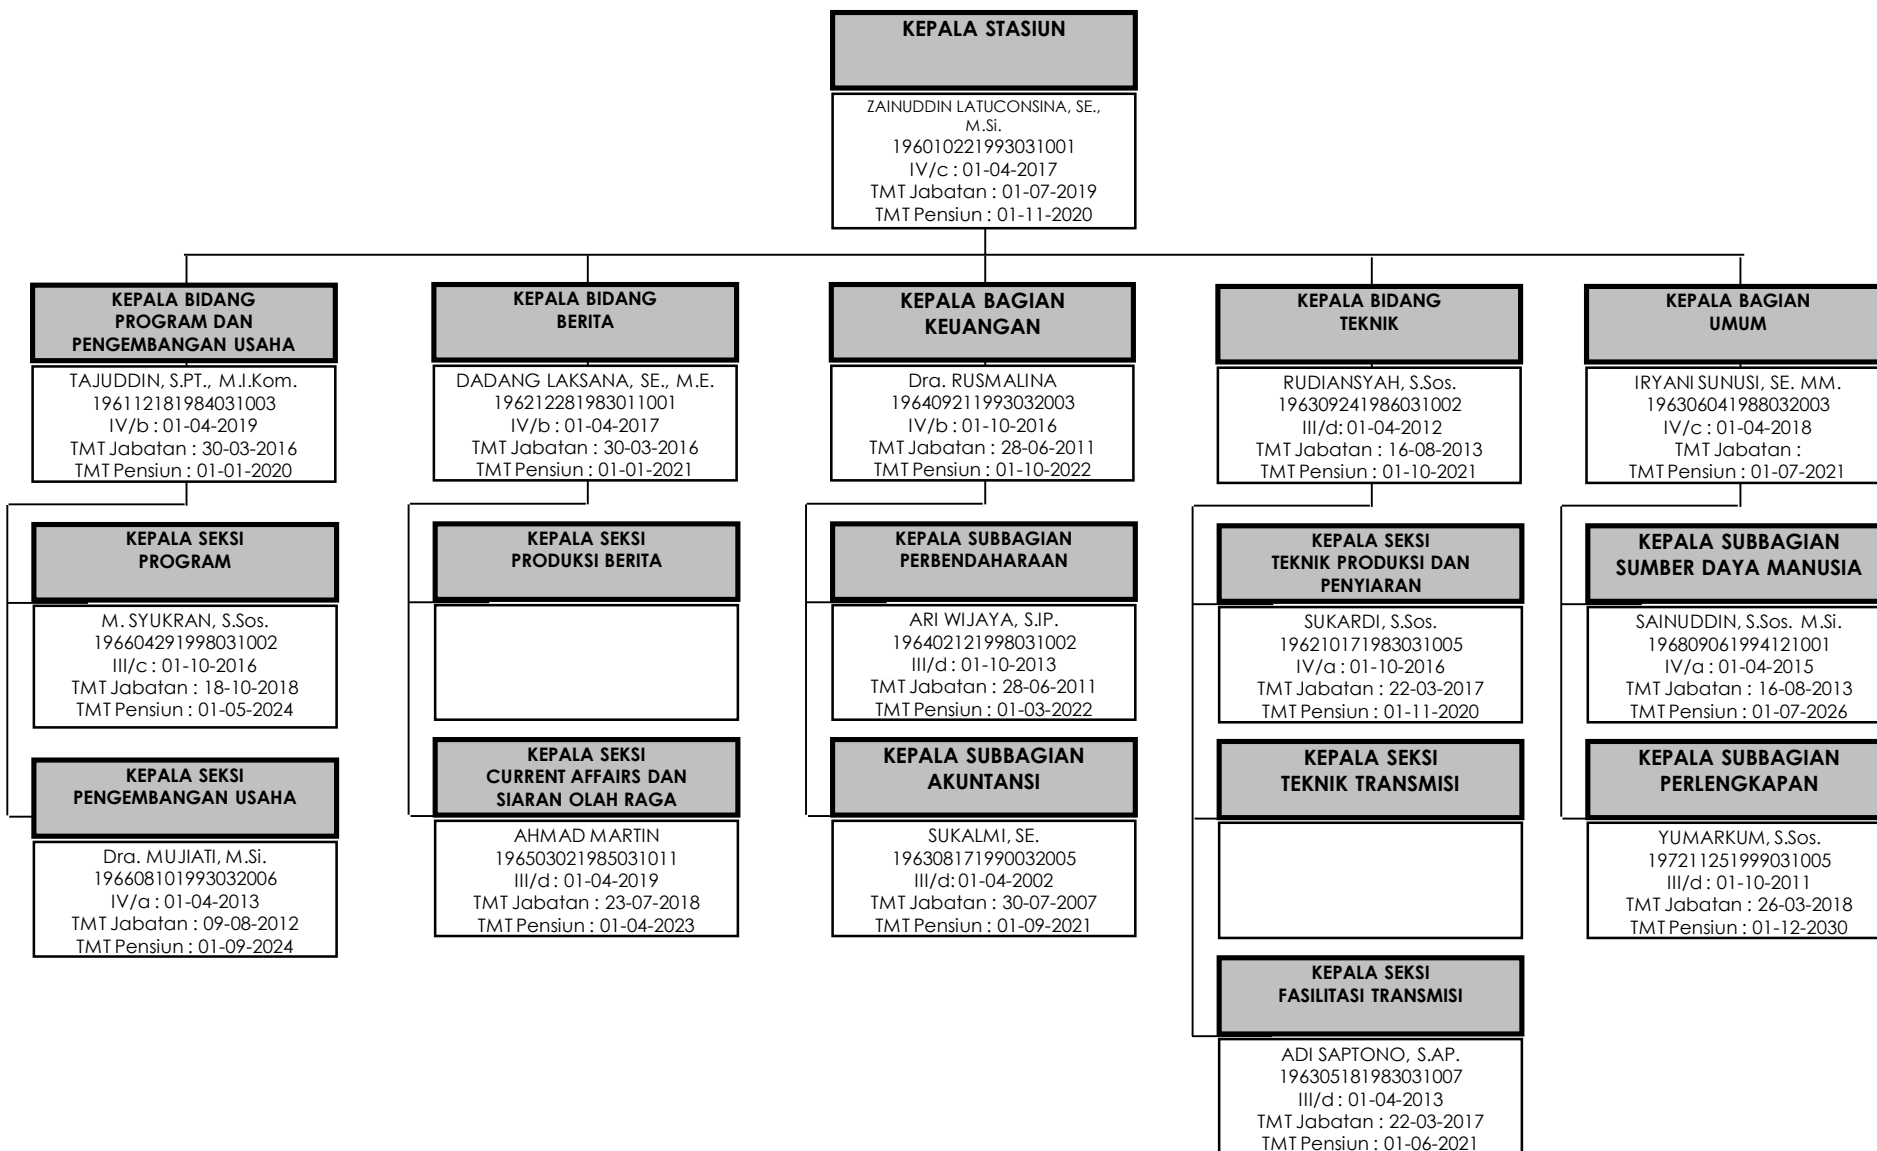 KEPALA STASIUN
ZAINUDDIN LATUCONSINA, SE.,
M.Si.
196010221993031001
IV/c : 01-04-2017
TMT Jabatan : 01-07-2019
TMT Pensiun : 01-11-2020
KEPALA BIDANG
PROGRAM DAN
PENGEMBANGAN USAHA
TAJUDDIN, S.PT., M.I.Kom.
196112181984031003
IV/b : 01-04-2019
TMT Jabatan : 30-03-2016
TMT Pensiun : 01-01-2020
KEPALA SEKSI
PROGRAM
M. SYUKRAN, S.Sos.
196604291998031002
III/c : 01-10-2016
TMT Jabatan : 18-10-2018
TMT Pensiun : 01-05-2024
KEPALA SEKSI
PENGEMBANGAN USAHA
Dra. MUJIATI, M.Si.
196608101993032006
IV/a : 01-04-2013
TMT Jabatan : 09-08-2012
TMT Pensiun : 01-09-2024
KEPALA BIDANG
BERITA
DADANG LAKSANA, SE., M.E.
196212281983011001
IV/b : 01-04-2017
TMT Jabatan : 30-03-2016
TMT Pensiun : 01-01-2021
KEPALA SEKSI
PRODUKSI BERITA
KEPALA SEKSI
CURRENT AFFAIRS DAN
SIARAN OLAH RAGA
AHMAD MARTIN
196503021985031011
III/d : 01-04-2019
TMT Jabatan : 23-07-2018
TMT Pensiun : 01-04-2023
KEPALA BAGIAN
KEUANGAN
Dra. RUSMALINA
196409211993032003
IV/b : 01-10-2016
TMT Jabatan : 28-06-2011
TMT Pensiun : 01-10-2022
KEPALA SUBBAGIAN
PERBENDAHARAAN
ARI WIJAYA, S.IP.
196402121998031002
III/d : 01-10-2013
TMT Jabatan : 28-06-2011
TMT Pensiun : 01-03-2022
KEPALA SUBBAGIAN
AKUNTANSI
SUKALMI, SE.
196308171990032005
III/d: 01-04-2002
TMT Jabatan : 30-07-2007
TMT Pensiun : 01-09-2021
KEPALA BIDANG
TEKNIK
RUDIANSYAH, S.Sos.
196309241986031002
III/d: 01-04-2012
TMT Jabatan : 16-08-2013
TMT Pensiun : 01-10-2021
KEPALA SEKSI
TEKNIK PRODUKSI DAN
PENYIARAN
SUKARDI, S.Sos.
196210171983031005
IV/a : 01-10-2016
TMT Jabatan : 22-03-2017
TMT Pensiun : 01-11-2020
KEPALA SEKSI
TEKNIK TRANSMISI
KEPALA SEKSI
FASILITASI TRANSMISI
ADI SAPTONO, S.AP.
196305181983031007
III/d : 01-04-2013
TMT Jabatan : 22-03-2017
TMT Pensiun : 01-06-2021
KEPALA BAGIAN
UMUM
IRYANI SUNUSI, SE. MM.
196306041988032003
IV/c : 01-04-2018
TMT Jabatan :
TMT Pensiun : 01-07-2021
KEPALA SUBBAGIAN
SUMBER DAYA MANUSIA
SAINUDDIN, S.Sos. M.Si.
196809061994121001
IV/a : 01-04-2015
TMT Jabatan : 16-08-2013
TMT Pensiun : 01-07-2026
KEPALA SUBBAGIAN
PERLENGKAPAN
YUMARKUM, S.Sos.
197211251999031005
III/d : 01-10-2011
TMT Jabatan : 26-03-2018
TMT Pensiun : 01-12-2030